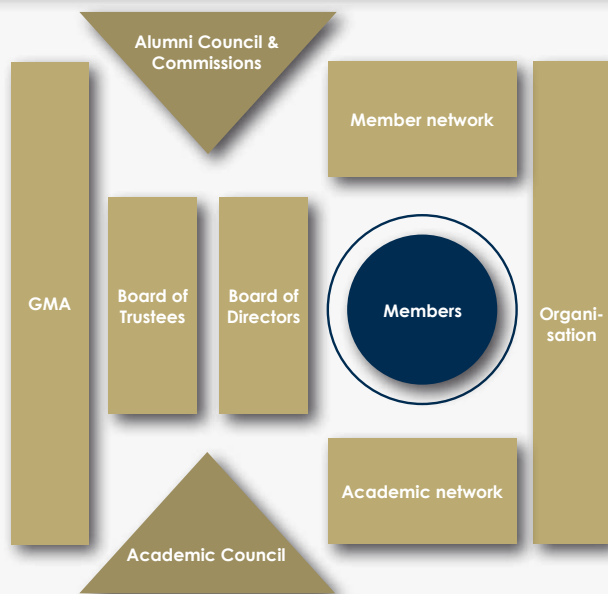 Alumni Council &
Commissions
Member network
GMA
Board of
Trustees
Board of
Directors
Members
Organi-
sation
Academic network
Academic Council